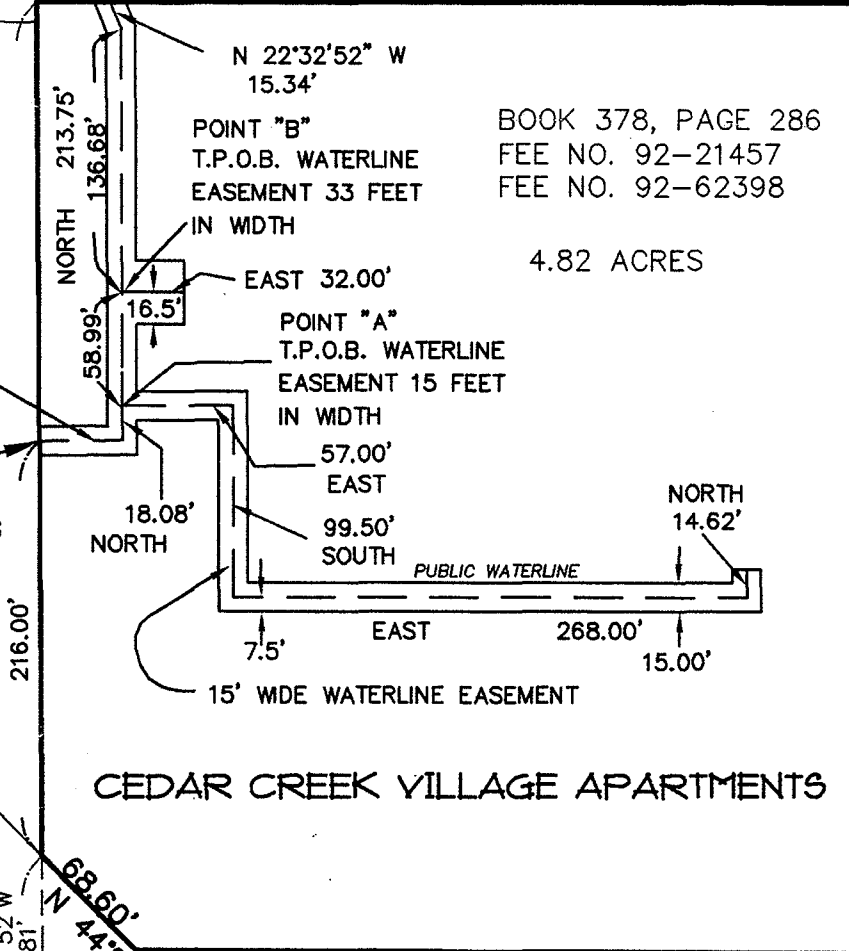 N 22°32'52" W
15.34'
213.75'
NORTH
136.68'
POINT "B"
T.P.O.B. WATERLINE
EASEMENT 33 FEET
IN WIDTH
BOOK 378, PAGE 286
FEE NO. 92-21457
FEE NO. 92-62398
4.82 ACRES
EAST 32.00'
16.5'
58.99'
POINT "A"
T.P.O.B. WATERLINE
EASEMENT 15 FEET
IN WIDTH
57.00'
EAST
18.08'
NORTH
99.50'
SOUTH
NORTH
14.62'
PUBLIC WATERLINE
EAST
268.00'
7.5'
15.00'
216.00'
15' WIDE WATERLINE EASEMENT
CEDAR CREEK VILLAGE APARTMENTS
68.60'
N 44°
52 W
81'